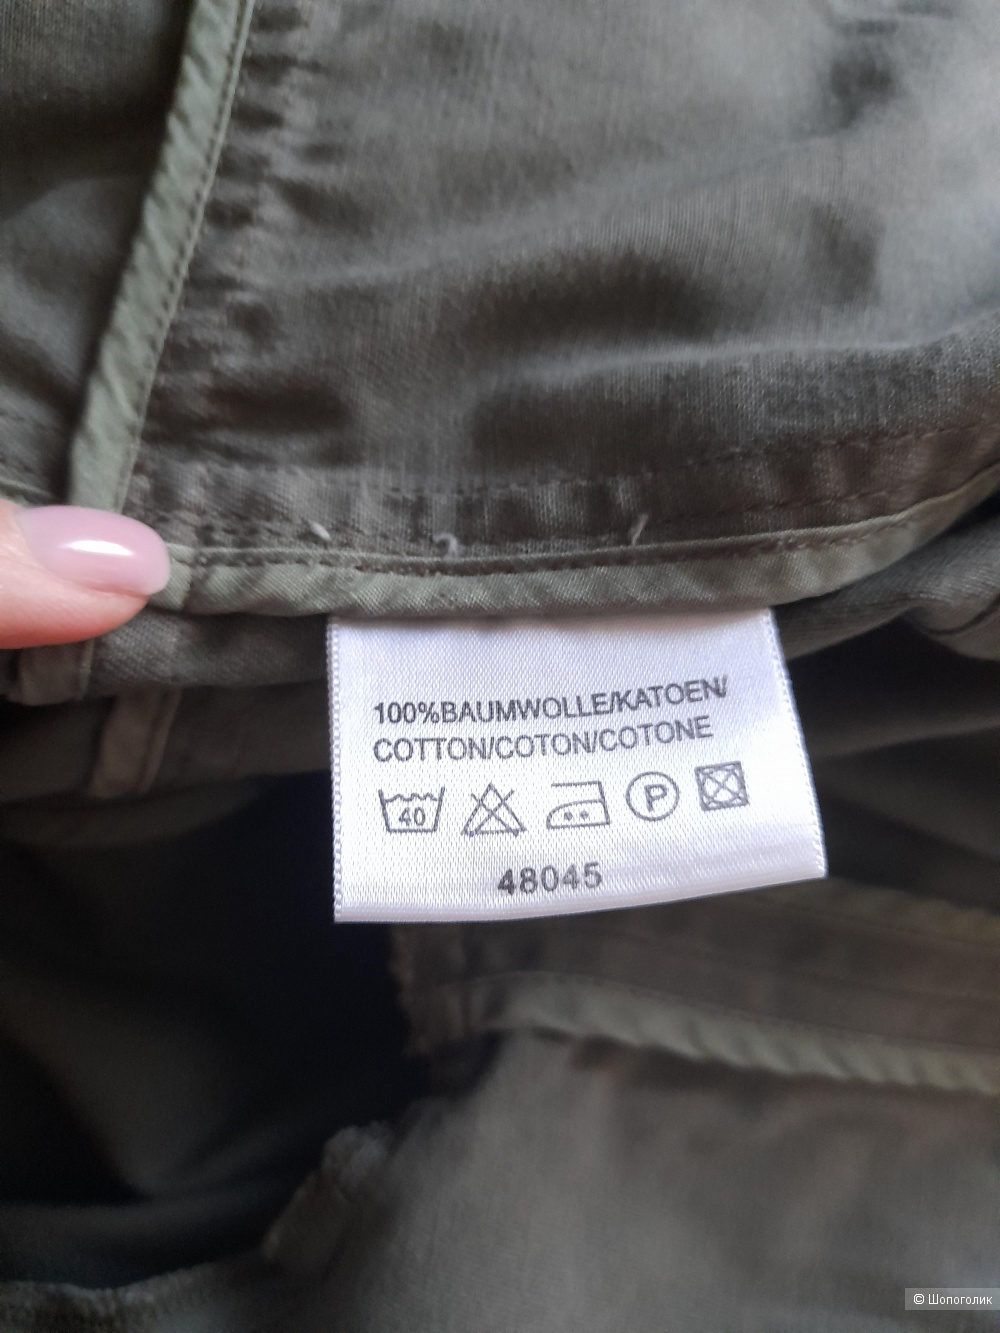 100%BAUMWOLLE/KATOEN/
COTTON/COTON/COTONE
40 P
48045
© Шопоголик